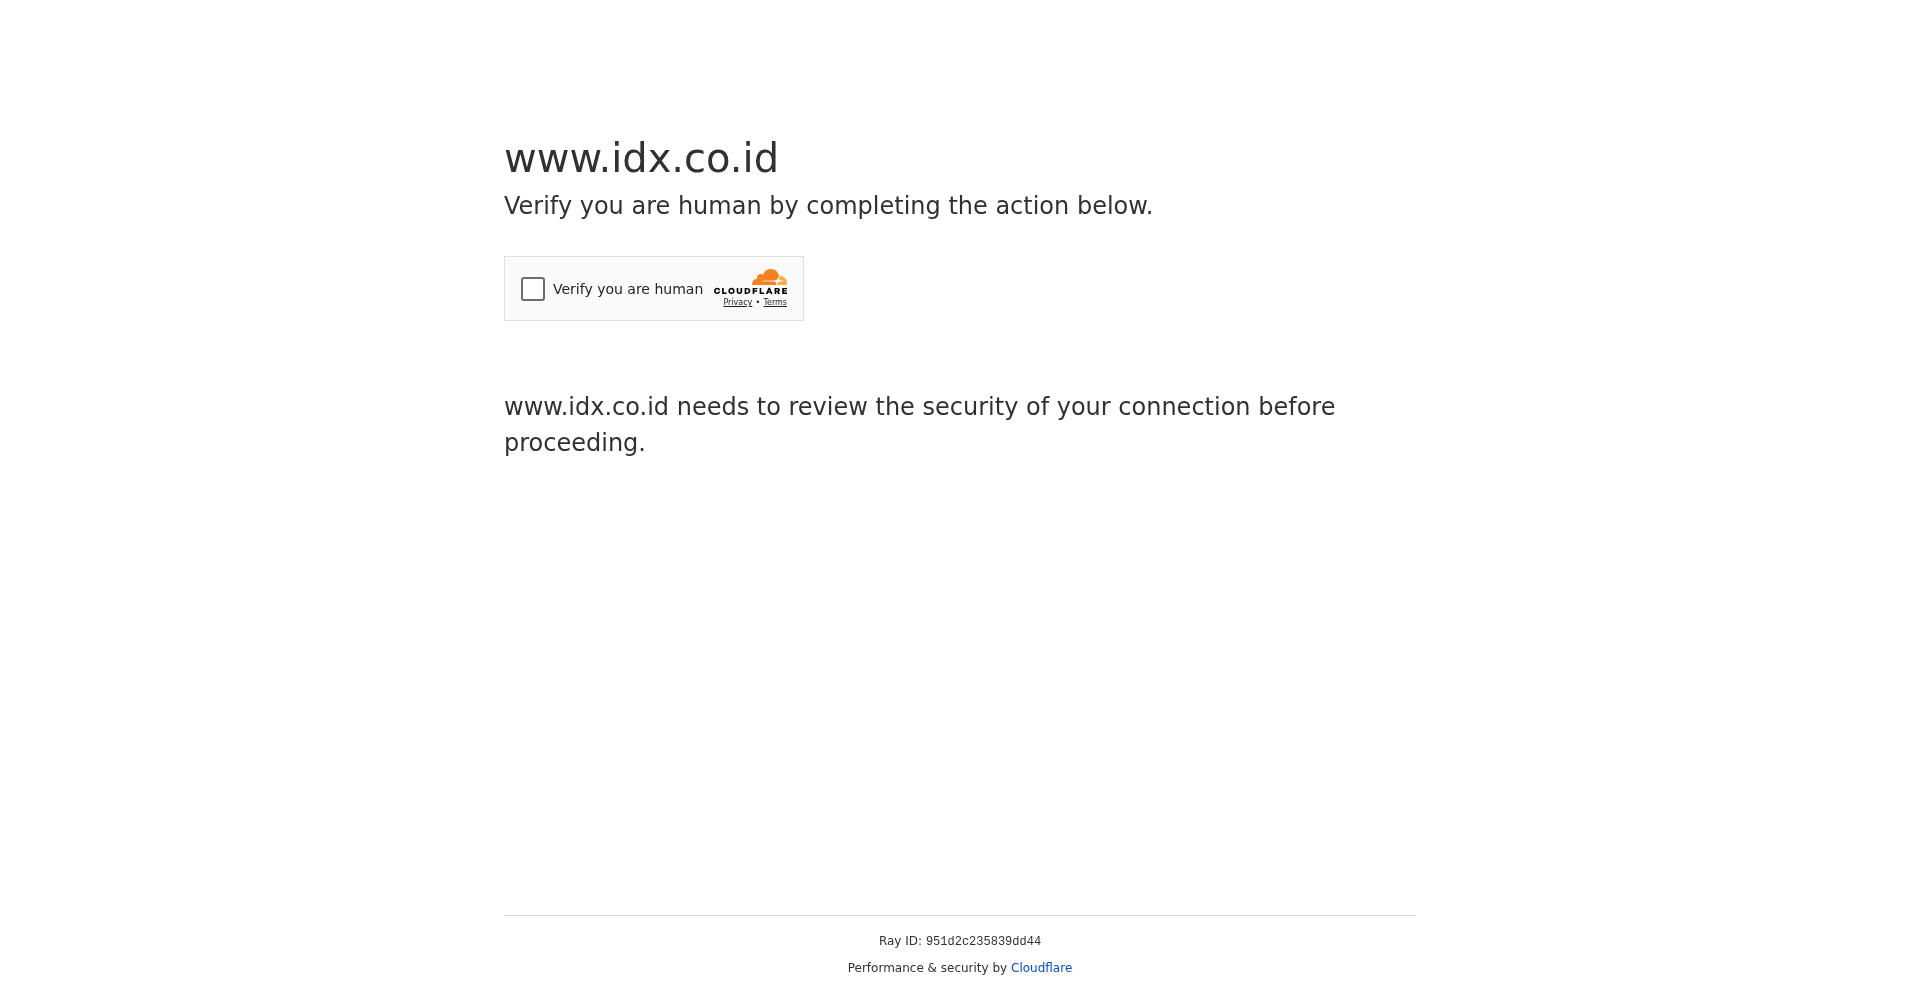 www.idx.co.id
Verify you are human by completing the action below.
Verify you are human
CLOUDFLARE
Privacy • Terms
www.idx.co.id needs to review the security of your connection before
proceeding.
Ray ID: 951d2c235839dd44
Performance & security by Cloudflare